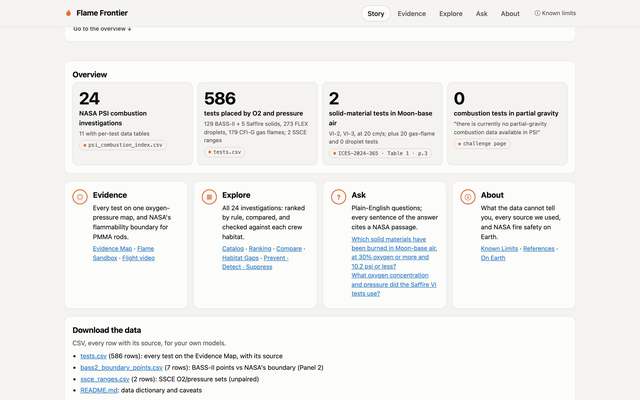 Flame Frontier
Story
Evidence
Explore
Ask
About
Known limits
Go to the overview ↓
Overview
24
NASA PSI combustion
investigations
11 with per-test data tables
psi_combustion_index.csv
586
tests placed by O2 and pressure
129 BASS-II + 5 Saffire solids, 273 FLEX
droplets, 179 CFI-G gas flames; 2 SSCE
ranges
tests.csv
2
solid-material tests in Moon-base
air
VI-2, VI-3, at 20 cm/s; plus 20 gas-flame
and 0 droplet tests
ICES-2024-365 · Table 1 · p.3
0
combustion tests in partial gravity
"there is currently no partial-gravity
combustion data available in PSI"
challenge page
Evidence
Every test on one oxygen-
pressure map, and NASA's
flammability boundary for
PMMA rods.
Evidence Map · Flame
Sandbox · Flight video
Explore
All 24 investigations: ranked
by rule, compared, and
checked against each crew
habitat.
Catalog · Ranking · Compare ·
Habitat Gaps · Prevent ·
Detect · Suppress
?
Ask
Plain-English questions;
every sentence of the answer
cites a NASA passage.
Which solid materials have
been burned in Moon-base air,
at 30% oxygen or more and
10.2 psi or less?
What oxygen concentration
and pressure did the Saffire VI
tests use?
About
What the data cannot tell
you, every source we used,
and NASA fire safety on
Earth.
Known Limits · References ·
On Earth
Download the data
CSV, every row with its source, for your own models.
• tests.csv (586 rows): every test on the Evidence Map, with its source
• bass2_boundary_points.csv (7 rows): BASS-II points vs NASA's boundary (Panel 2)
• ssce_ranges.csv (2 rows): SSCE O2/pressure sets (unpaired)
• README.md: data dictionary and caveats